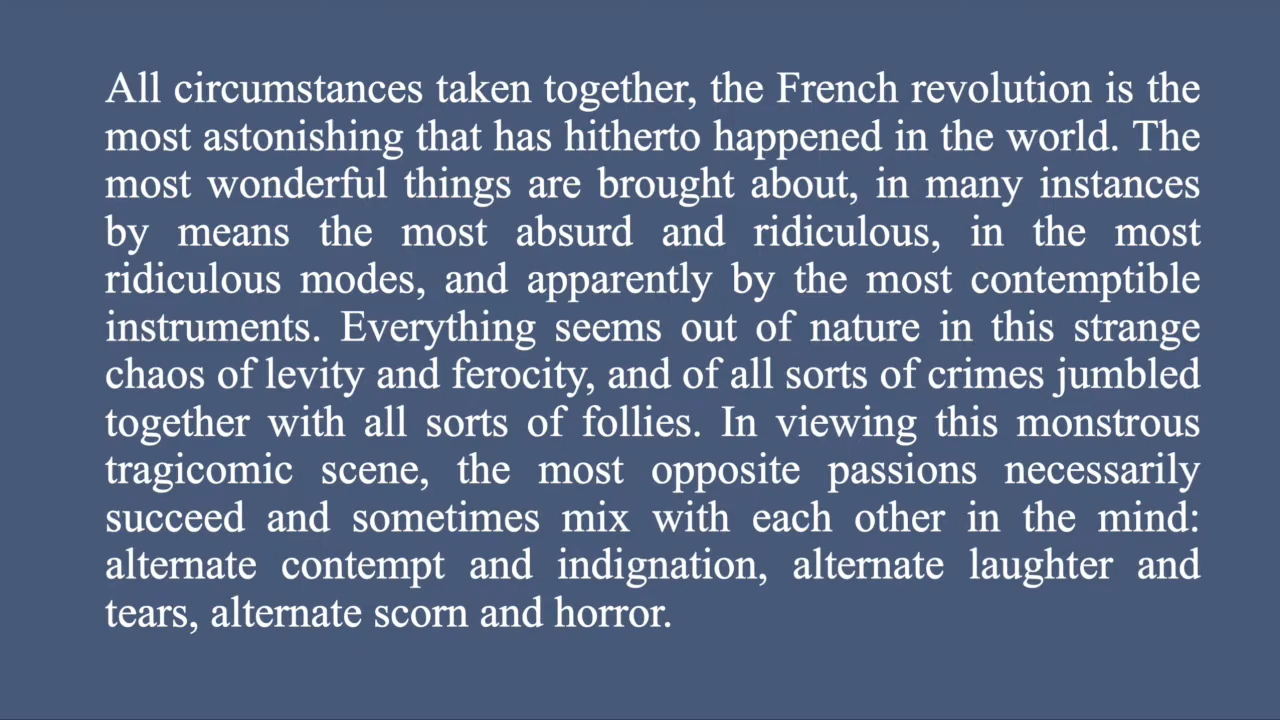 All circumstances taken together, the French revolution is the
most astonishing that has hitherto happened in the world. The
most wonderful things are brought about, in many instances
by means the most absurd and ridiculous, in the most
ridiculous modes, and apparently by the most contemptible
instruments. Everything seems out of nature in this strange
chaos of levity and ferocity, and of all sorts of crimes jumbled
together with all sorts of follies. In viewing this monstrous
tragicomic scene, the most opposite passions necessarily
succeed and sometimes mix with each other in the mind:
alternate contempt and indignation, alternate laughter and
tears, alternate scorn and horror.